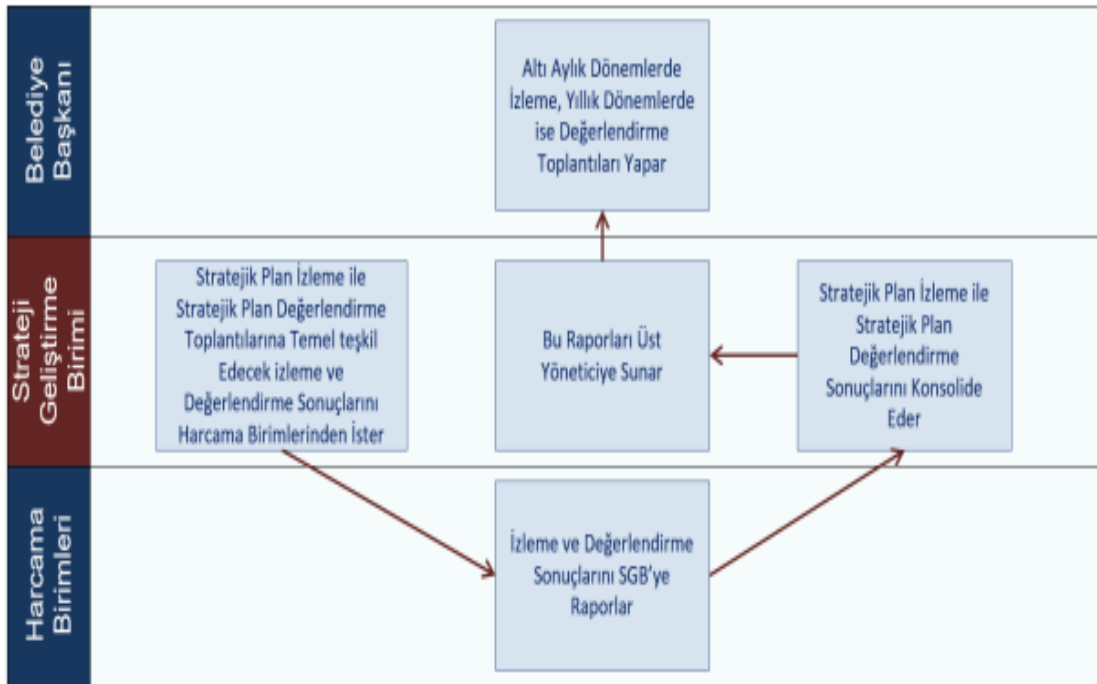 Belediye
Başkanı
Altı Aylık Dönemlerde
İzleme, Yıllık Dönemlerde
ise Değerlendirme
Toplantıları Yapar
Strateji
Geliştirme
Birimi
Stratejik Plan İzleme ile
Stratejik Plan Değerlendirme
Toplantılarına Temel teşkil
Edecek izleme ve
Değerlendirme Sonuçlarını
Harcama Birimlerinden İster
Bu Raporları Üst
Yöneticiye Sunar
Stratejik Plan İzleme ile
Stratejik Plan
Değerlendirme
Sonuçlarını Konsolide
Eder
Harcama
Birimleri
İzleme ve Değerlendirme
Sonuçlarını SGB'ye
Raporlar